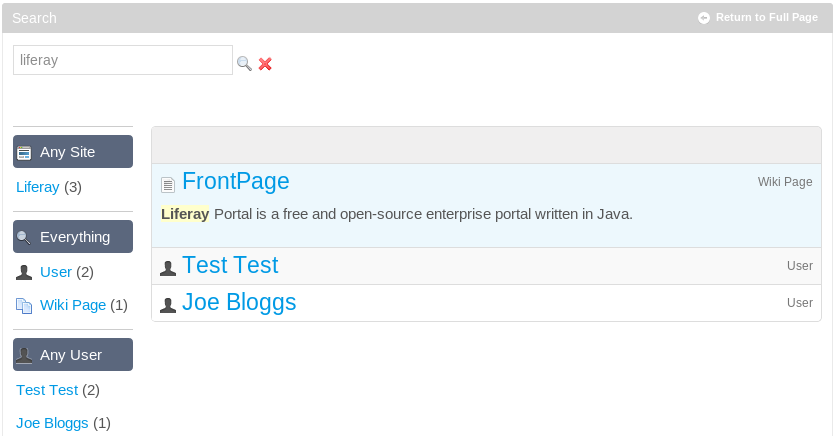 Search
Return to Full Page
liferay
Any Site
Liferay (3)
Everything
User (2)
Wiki Page (1)
Any User
Test Test (2)
Joe Bloggs (1)
FrontPage
Wiki Page
Liferay Portal is a free and open-source enterprise portal written in Java.
Test Test
User
Joe Bloggs
User